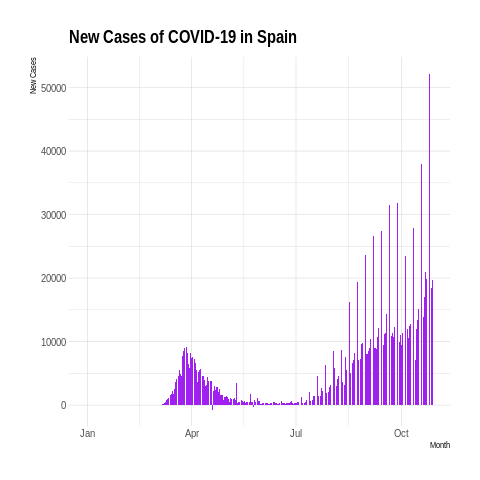 New Cases of COVID-19 in Spain
New Cases
50000
40000
30000
20000
10000
0
Jan
Apr
Jul
Oct
Month